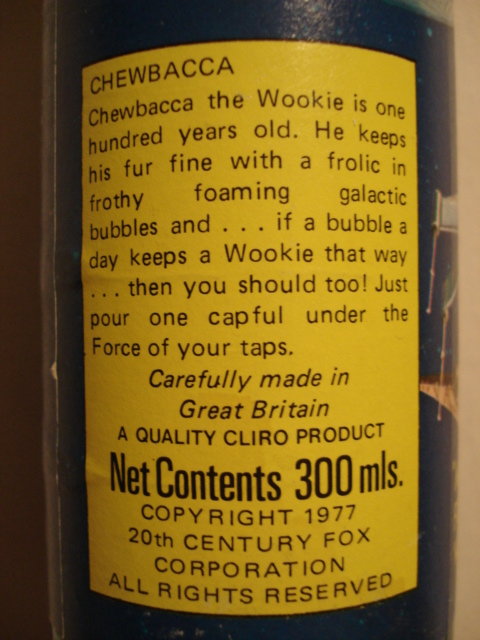 CHEWBACCA
Chewbacca the Wookie is one
hundred years old. He keeps
his fur fine with a frolic in
frothy foaming galactic
bubbles and . . . if a bubble a
day keeps a Wookie that way
. . . then you should too! Just
pour one capful under the
Force of your taps.
Carefully made in
Great Britain
A QUALITY CLIRO PRODUCT
Net Contents 300 mls.
COPYRIGHT 1977
20th CENTURY FOX
CORPORATION
ALL RIGHTS RESERVED